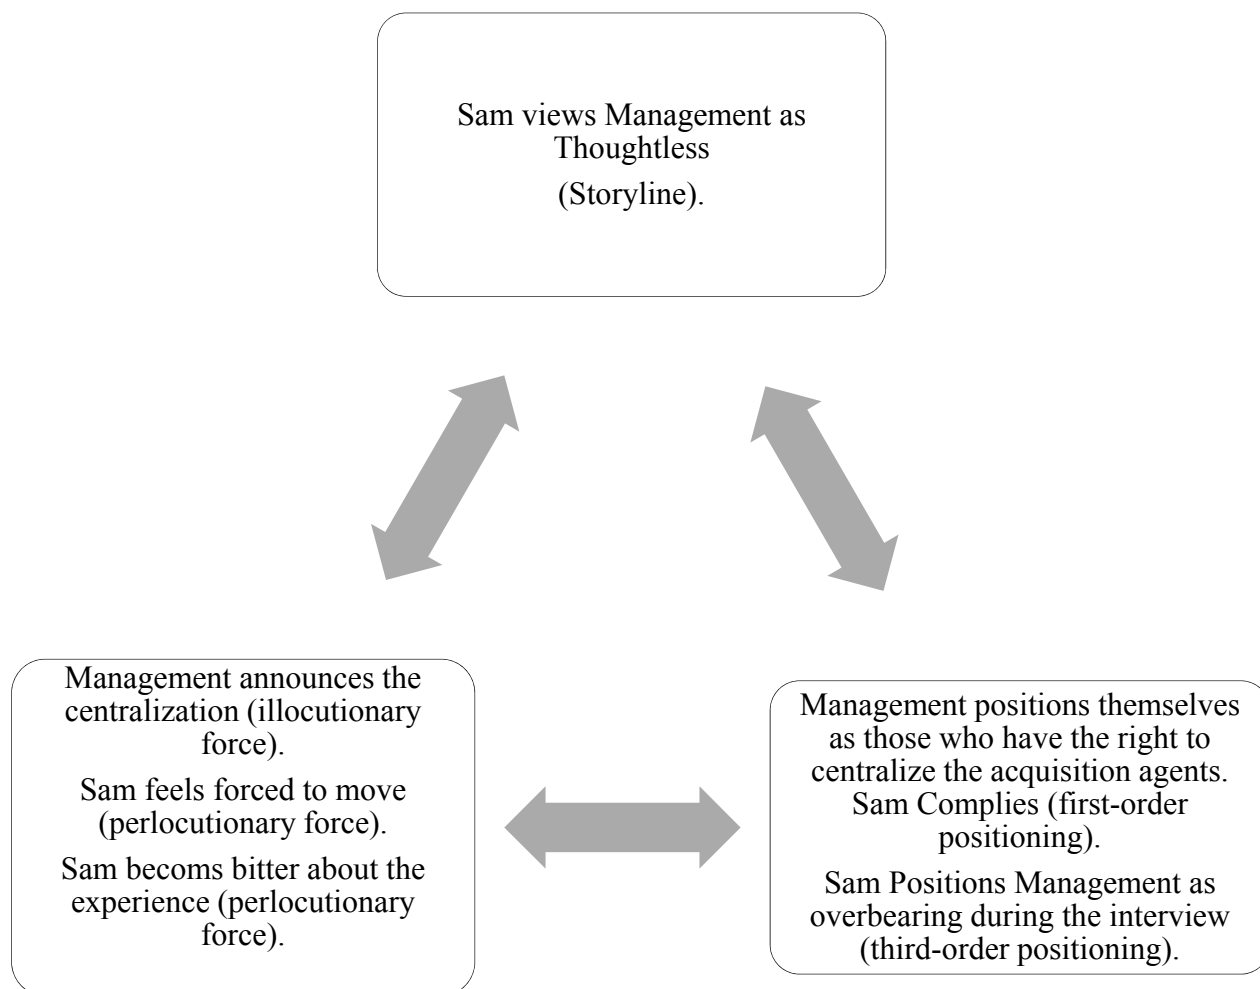 Sam views Management as
Thoughtless
(Storyline).
Management announces the
centralization (illocutionary
force).
Sam feels forced to move
(perlocutionary force).
Sam becoms bitter about the
experience (perlocutionary
force).
Management positions themselves
as those who have the right to
centralize the acquisition agents.
Sam Complies (first-order
positioning).
Sam Positions Management as
overbearing during the interview
(third-order positioning).